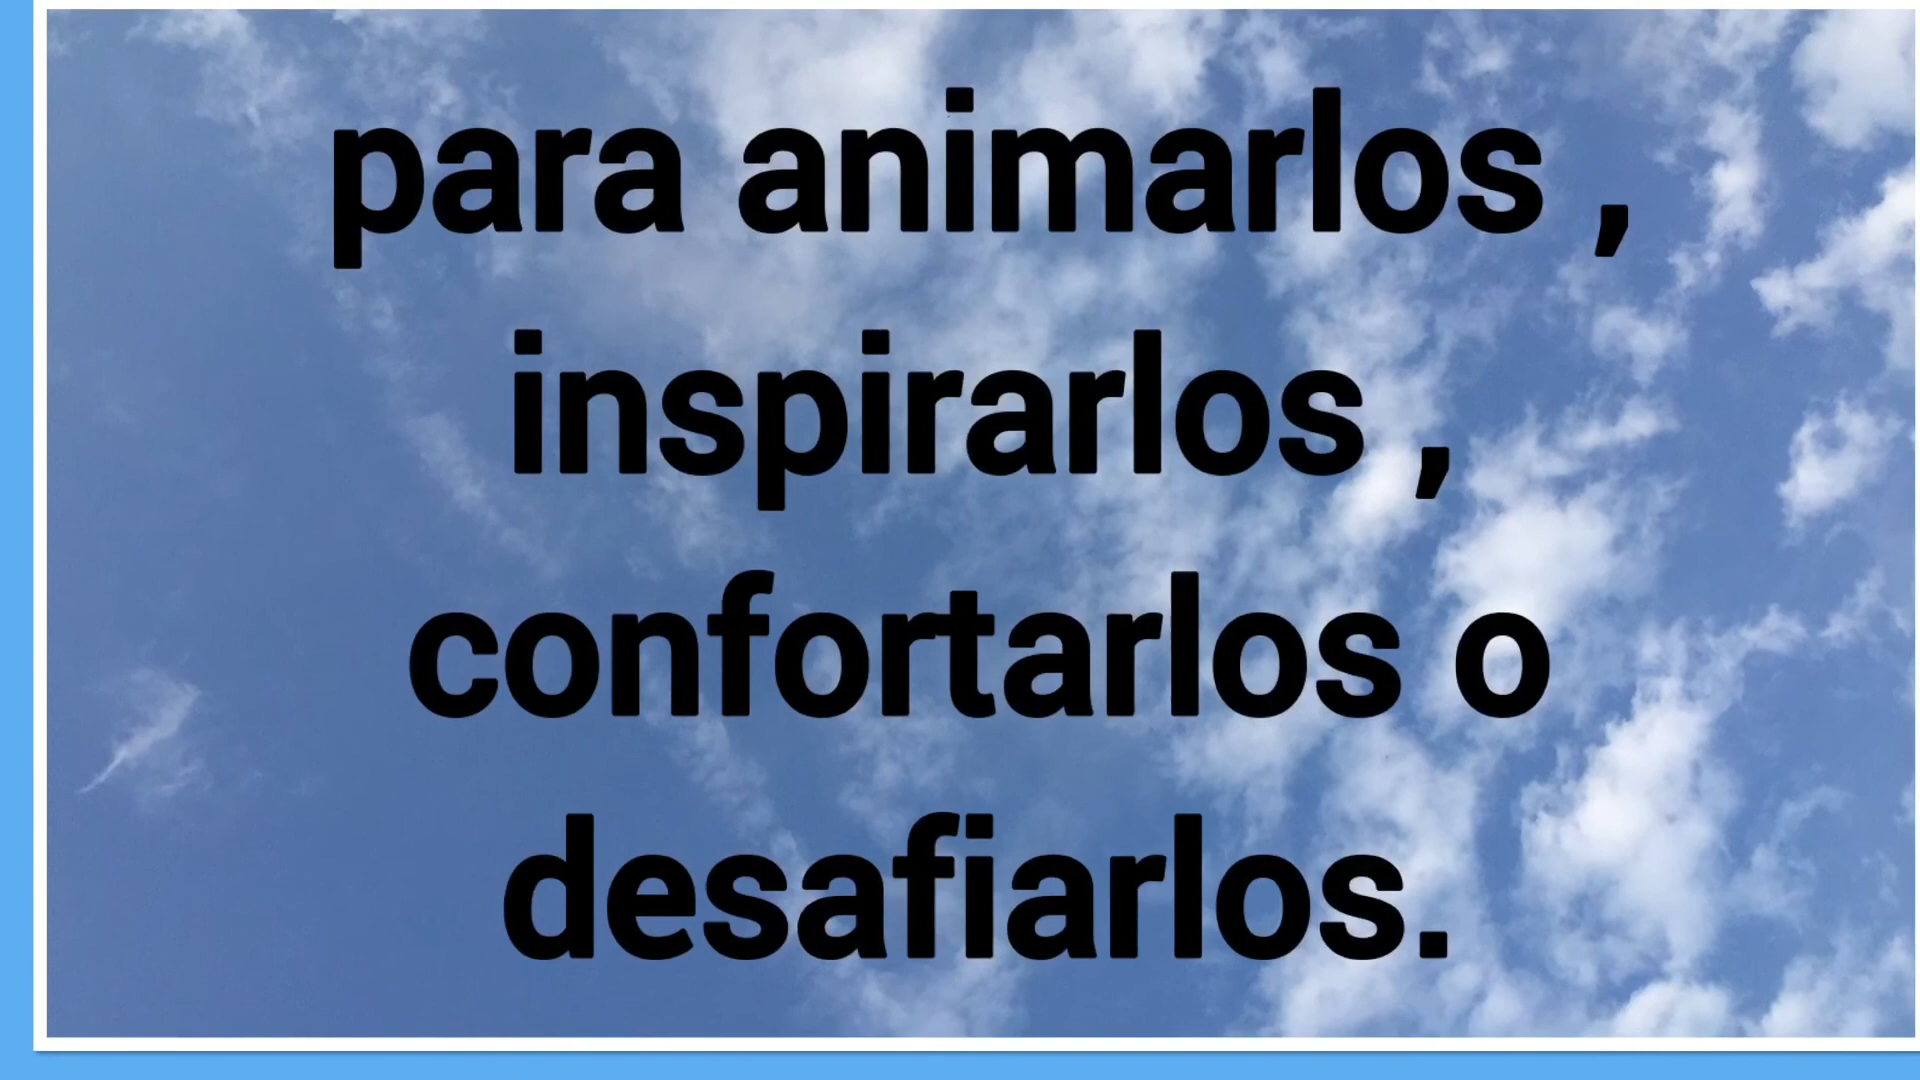 para animarlos ,
inspirarlos ,
confortarlos o
desafiarlos.